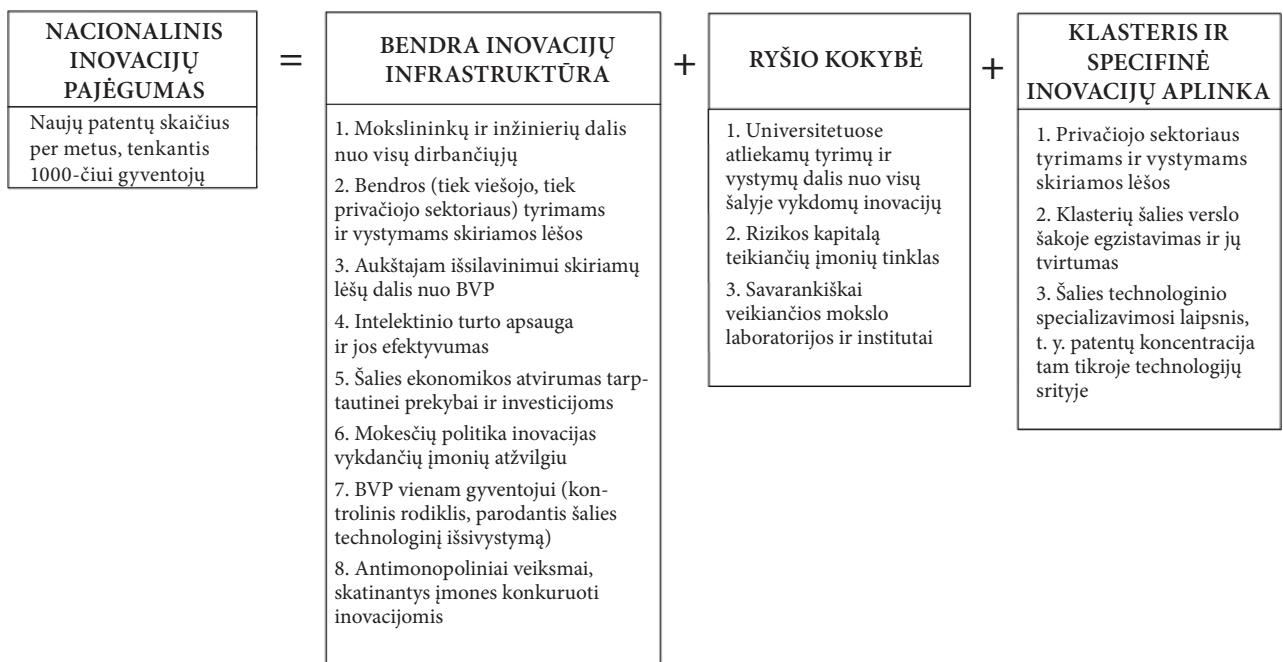 NACIONALINIS
INOVACIJŲ
PAJĖGUMAS
Naujų patentų skaičius
per metus, tenkantis
1000-čiui gyventojų
=
BENDRA INOVACIJŲ
INFRASTRUKTŪRA
1. Mokslininkų ir inžinierių dalis
nuo visų dirbančiųjų
2. Bendros (tiek viešojo, tiek
privačiojo sektoriaus) tyrimams
ir vystymams skiriamos lėšos
3. Aukštajam išsilavinimui skiriamų
lėšų dalis nuo BVP
4. Intelektinio turto apsauga
ir jos efektyvumas
5. Šalies ekonomikos atvirumas tarp-
tautinei prekybai ir investicijoms
6. Mokesčių politika inovacijas
vykdančių įmonių atžvilgiu
7. BVP vienam gyventojui (kon-
trolinis rodiklis, parodantis šalies
technologinį išsivystymą)
8. Antimonopoliniai veiksmai,
skatinantys įmones konkuruoti
inovacijomis
+
RYŠIO KOKYBĖ
1. Universitetuose
atliekamų tyrimų ir
vystymų dalis nuo visų
šalyje vykdomų inovacijų
2. Rizikos kapitalą
teikiančių įmonių tinklas
3. Savarankiškai
veikiančios mokslo
laboratorijos ir institutai
+
KLASTERIS IR
SPECIFINĖ
INOVACIJŲ APLINKA
1. Privačiojo sektoriaus
tyrimams ir vystymams
skiriamos lėšos
2. Klasterių šalies verslo
šakoje egzistavimas ir jų
tvirtumas
3. Šalies technologinio
specializavimosi laipsnis,
t. y. patentų koncentracija
tam tikroje technologijų
srityje